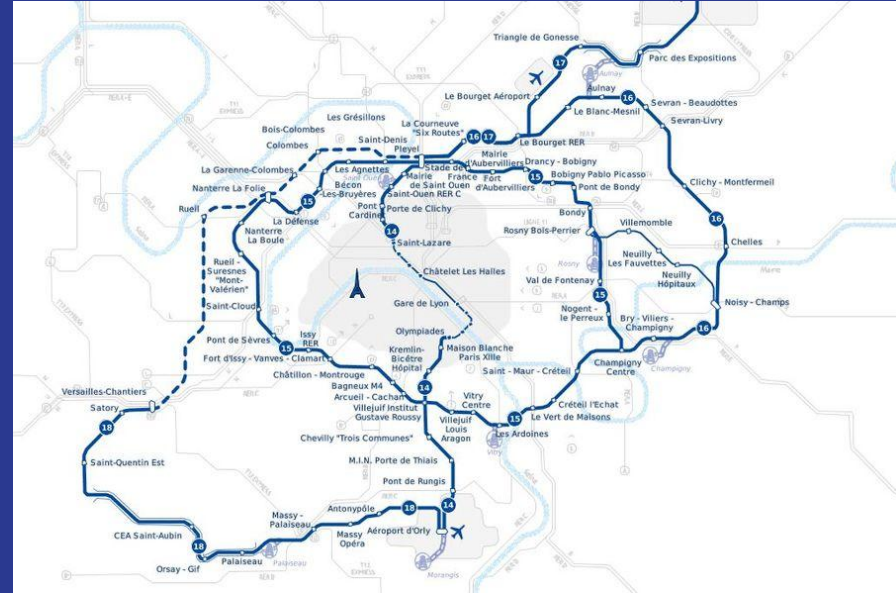 Triangle de Gonesse
17
Parc des Expositions
Aulnay
Aulnay
Le Bourget Aéroport
Le Blanc-Mesnil
16
Sevran - Beaudottes
Sevran-Livry
Les Grésillons
La Courneuve
"Six Routes"
16
17
Le Bourget RER
Bois-Colombes
Colombes
Saint-Denis
Pleyel
Mairie
d'Aubervilliers
Drancy - Bobigny
La Garenne-Colombes
Les Agnettes
Stade de
France
Fort
d'Aubervilliers
15
Bobigny Pablo Picasso
Pont de Bondy
Clichy - Montfermeil
Nanterre La Folie
Bécon
-Les-Bruyères
Mairie
de Saint Ouen
Saint-Ouen RER C
Rueil
15
La Défense
Pont
Cardinet
Porte de Clichy
Bondy
Rosny Bois-Perrier
Villemomble
16
Nanterre
La Boule
14
Saint-Lazare
Chelles
Rueil -
Suresnes
"Mont-
Valérien"
Châtelet Les Halles
Rosny
Neuilly
Les Fauvettes
Neuilly
Hôpitaux
Val de Fontenay
15
Saint-Cloud
Gare de Lyon
Noisy - Champs
Nogent -
le Perreux
Bry - Viliers -
Champigny
16
Pont de Sèvres
Issy
RER
15
Olympiades
Maison Blanche
Paris XIIIe
Fort d'Issy - Vanves - Clamart
Kremlin-
Bicêtre
Hôpital
Saint - Maur - Créteil
Champigny
Centre
Champigny
Châtillon - Montrouge
Bagneux M4
14
Versailles-Chantiers
Arcueil - Cachan
Vitry
Centre
Créteil l'Echat
Satory
Villejuif Institut
Gustave Roussy
Villejuif
Louis
Aragon
15
Le Vert de Maisons
18
Les Ardoines
Vitry
Chevilly "Trois Communes"
Saint-Quentin Est
M.I.N. Porte de Thiais
Pont de Rungis
Massy -
Palaiseau
Antonypôle
18
14
CEA Saint-Aubin
Massy
Opéra
Aéroport d'Orly
18
Orsay - Gif
Palaiseau
Palaiseau
Morangis